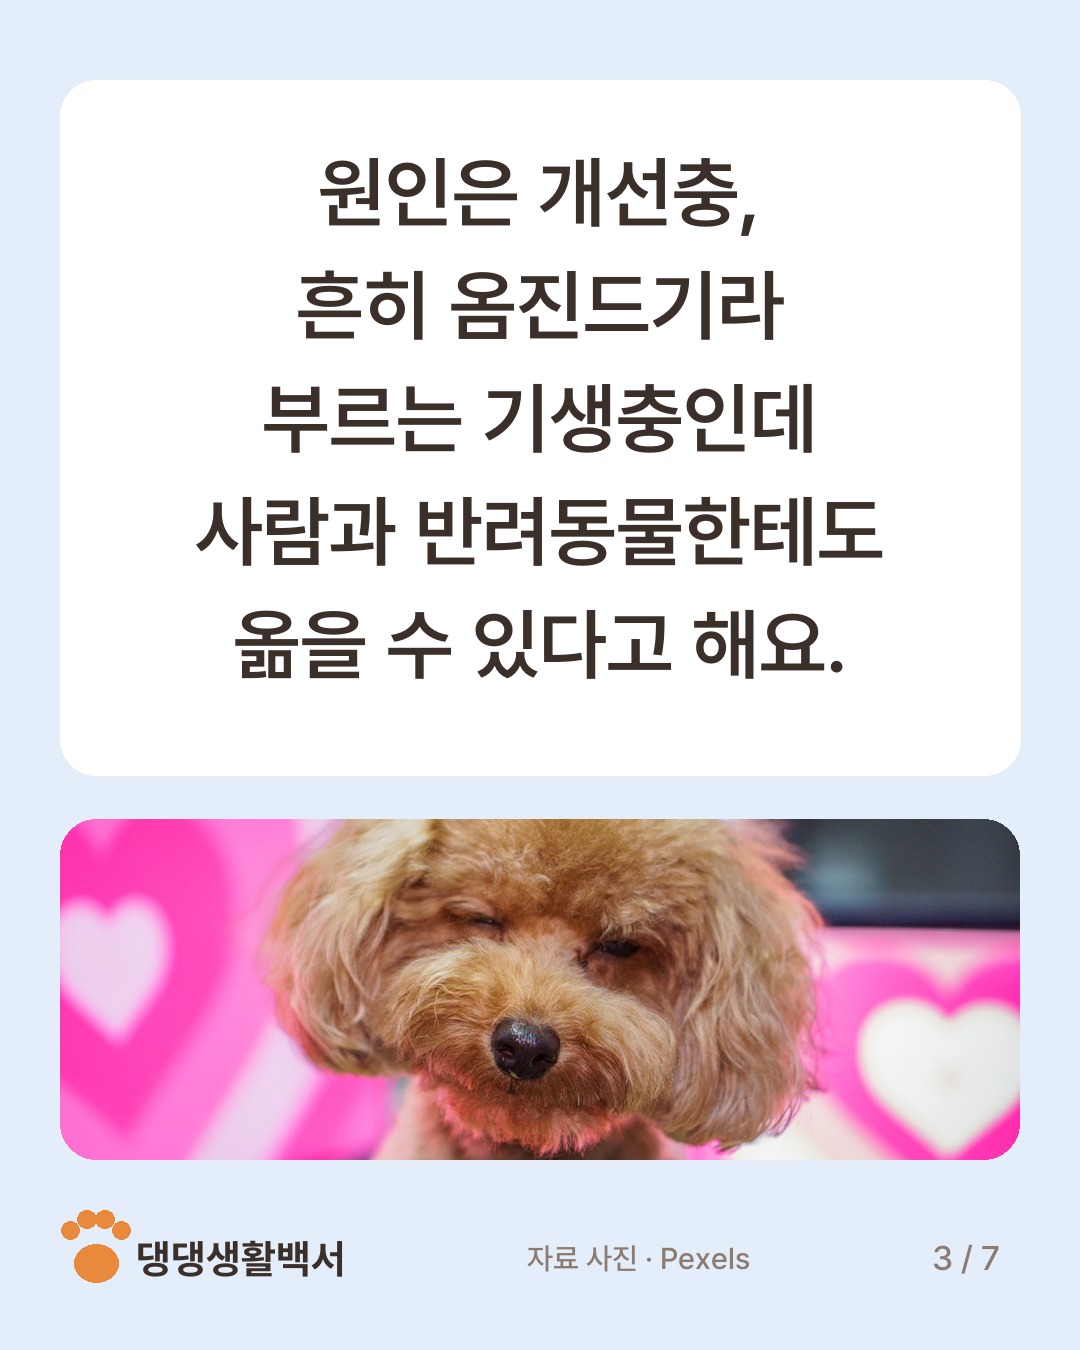 원인은 개선충,
흔히 옴진드기라
부르는 기생충인데
사람과 반려동물한테도
옮을 수 있다고 해요.
댕댕생활백서
자료 사진 · Pexels
3 / 7